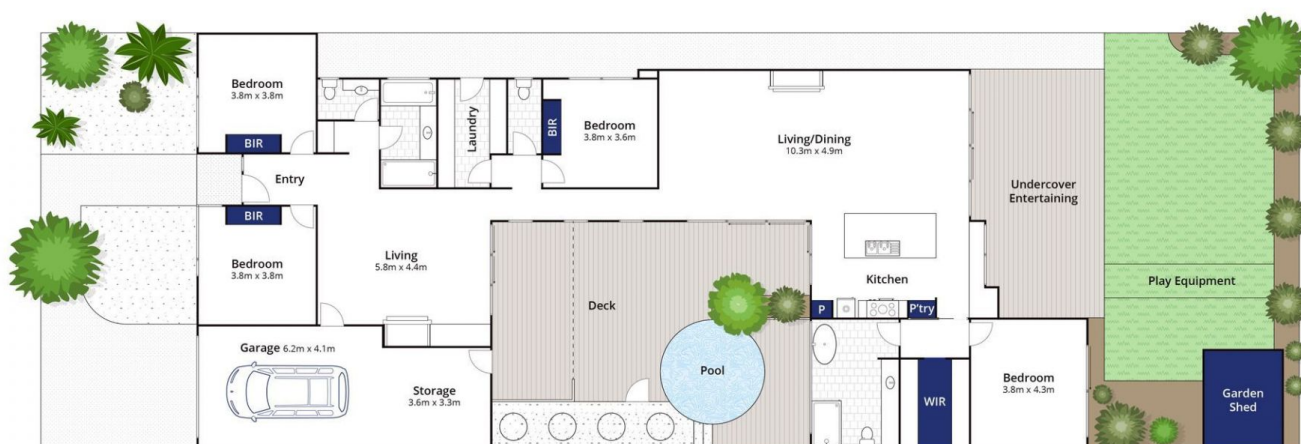 Bedroom
3.8m x 3.8m
BIR
Entry
BIR
Bedroom
3.8m x 3.8m
Laundry
BIR
Bedroom
3.8m x 3.6m
Living/Dining
10.3m x 4.9m
Undercover
Entertaining
Living
5.8m x 4.4m
Deck
Kitchen
P
P'try
Play Equipment
Garage 6.2m x 4.1m
Storage
3.6m x 3.3m
Pool
WIR
Bedroom
3.8m x 4.3m
Garden
Shed